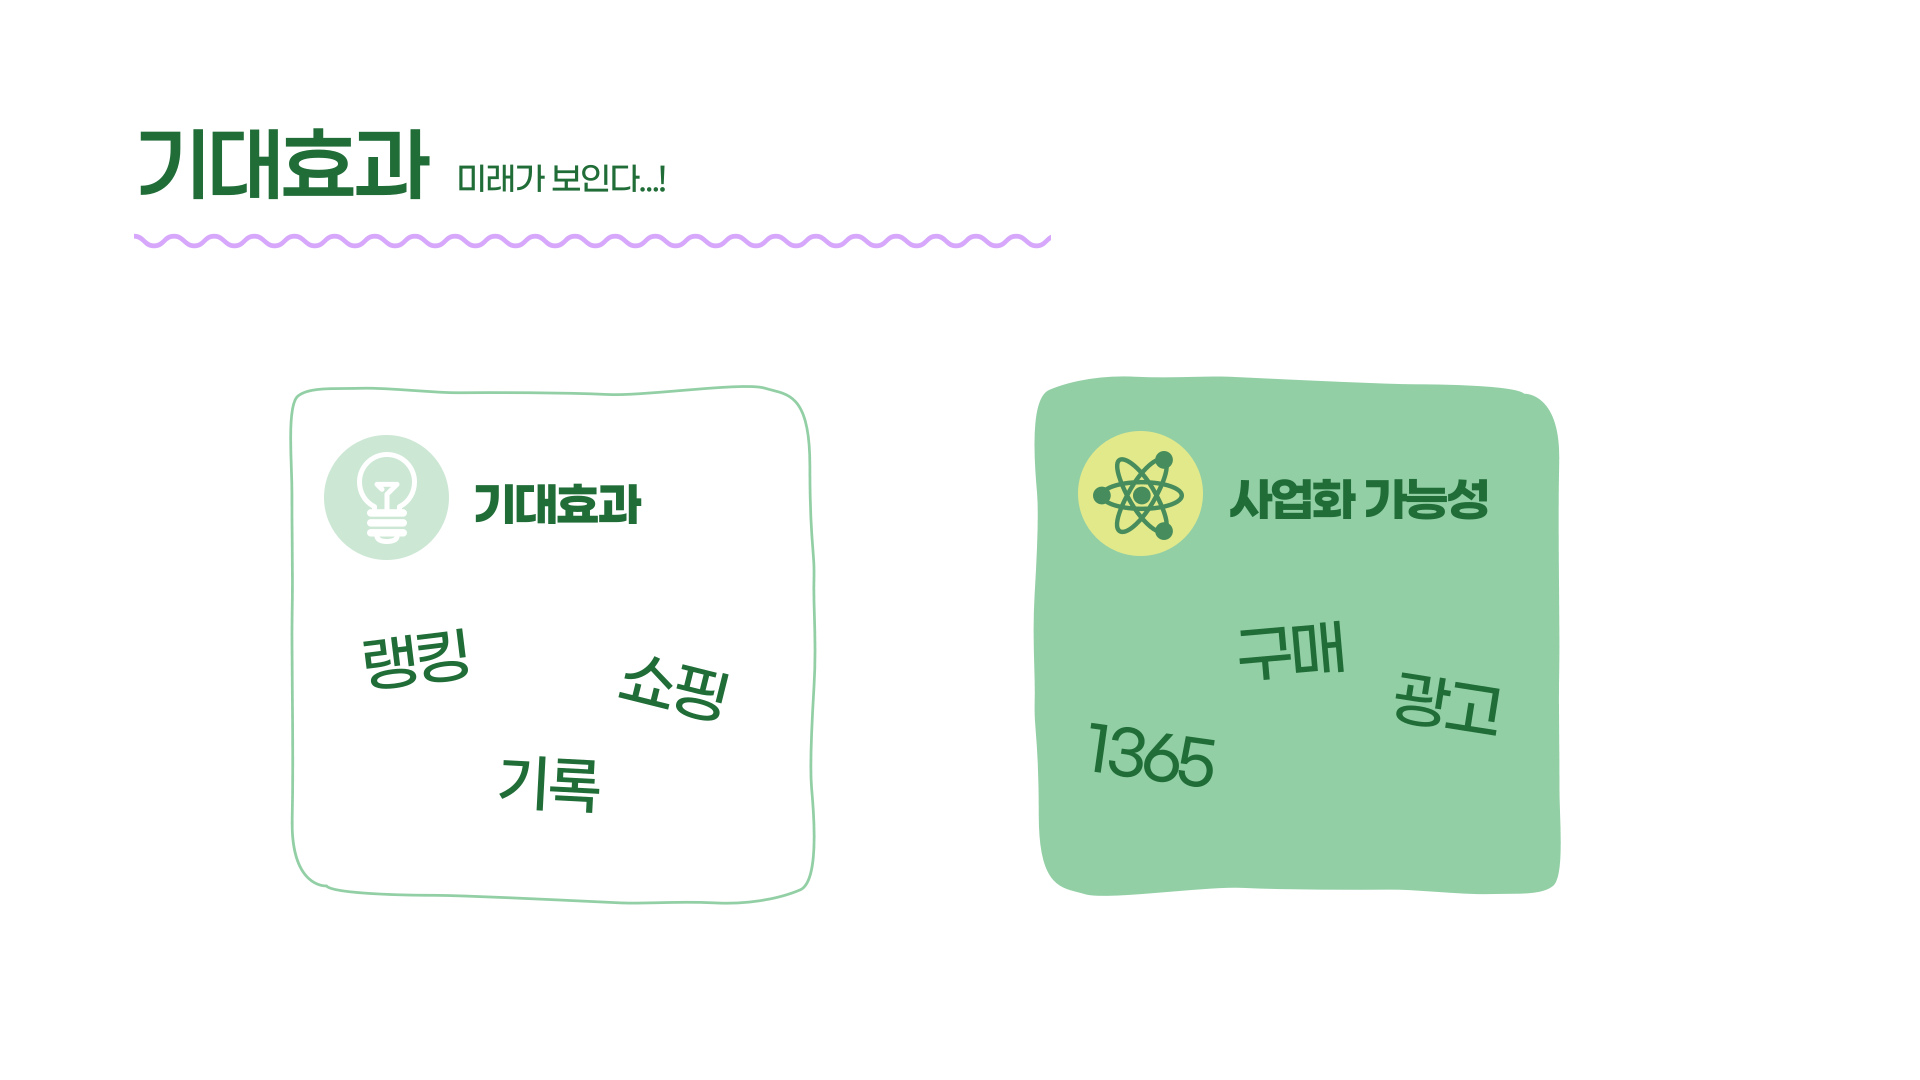 기대효과 미래가 보인다...!
기대효과
랭킹
쇼핑
기록
사업화 가능성
구매
광고
1365